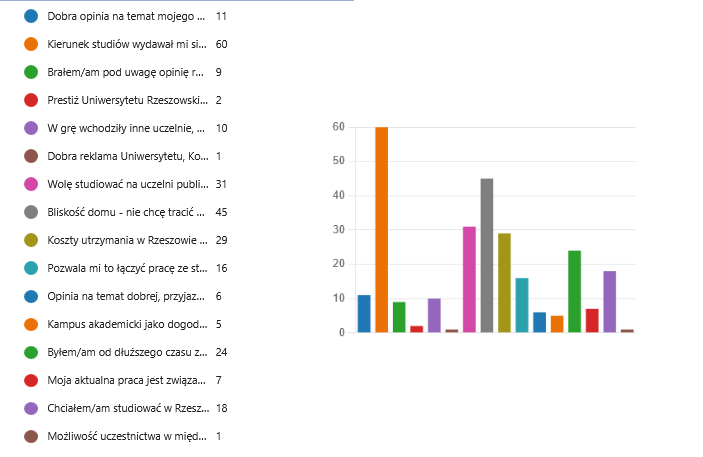 Dobra opinia na temat mojego ... 11
Kierunek studiów wydawał mi si... 60
Brałem/am pod uwagę opinię r... 9
Prestiż Uniwersytetu Rzeszowski... 2
W grę wchodziły inne uczelnie, ... 10
Dobra reklama Uniwersytetu, Ko... 1
Wolę studiować na uczelni publi... 31
Bliskość domu - nie chcę tracić ... 45
Koszty utrzymania w Rzeszowie ... 29
Pozwala mi to łączyć pracę ze st... 16
Opinia na temat dobrej, przyjaz... 6
Kampus akademicki jako dogod... 5
Byłem/am od dłuższego czasu z... 24
Moja aktualna praca jest związa... 7
Chciałem/am studiować w Rzesz... 18
Możliwość uczestnictwa w międ... 1
60
50
40
30
20
10
0